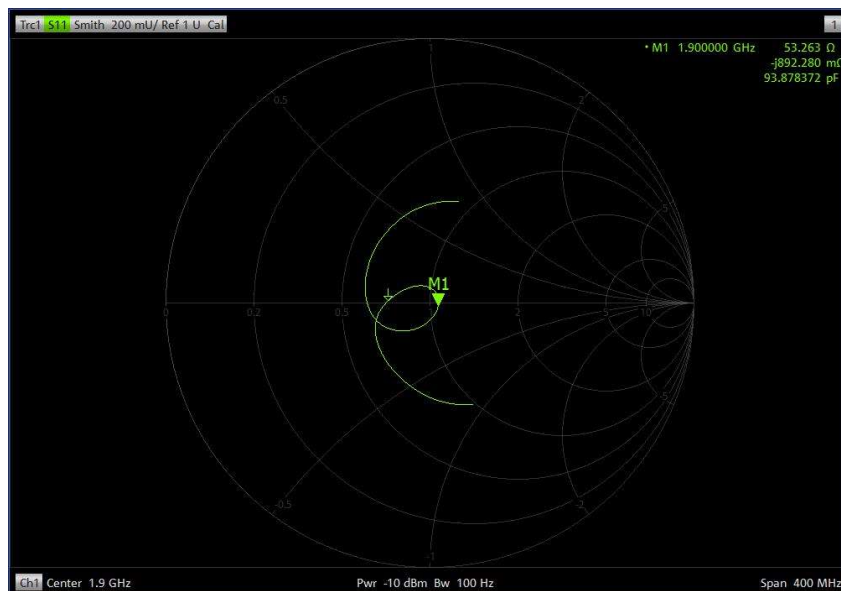 Trc1 S11 Smith 200 mU/ Ref 1 U Cal 1
• M1 1.900000 GHz 53.263 Ω
-j892.280 mΩ
93.878372 pF
1
0.5 2
5
M1
0 0.2 0.5 1 2 5 10
-5
-0.5 -2
-1
Ch1 Center 1.9 GHz Pwr -10 dBm Bw 100 Hz Span 400 MHz